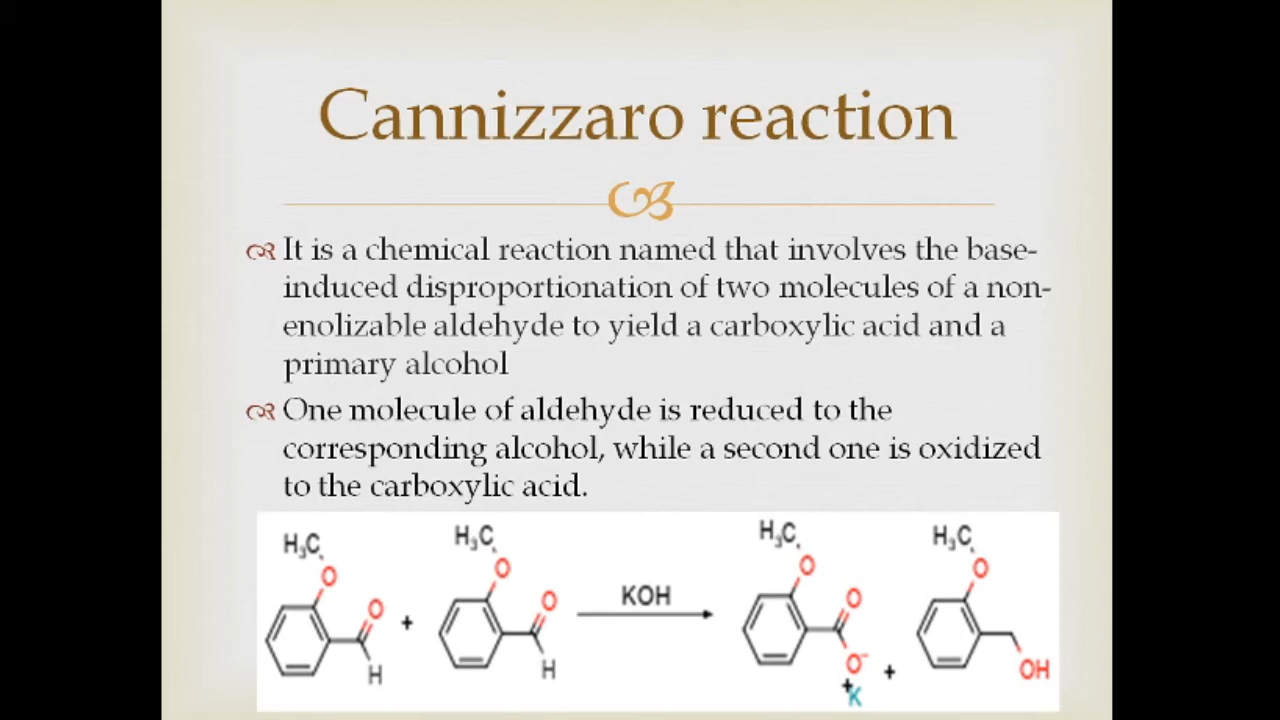 Cannizzaro reaction
It is a chemical reaction named that involves the base-
induced disproportionation of two molecules of a non-
enolizable aldehyde to yield a carboxylic acid and a
primary alcohol
One molecule of aldehyde is reduced to the
corresponding alcohol, while a second one is oxidized
to the carboxylic acid.
H₃C H₃C H₃C H₃C
O O O O
O + O KOH O
H H O⁻ + OH
+K